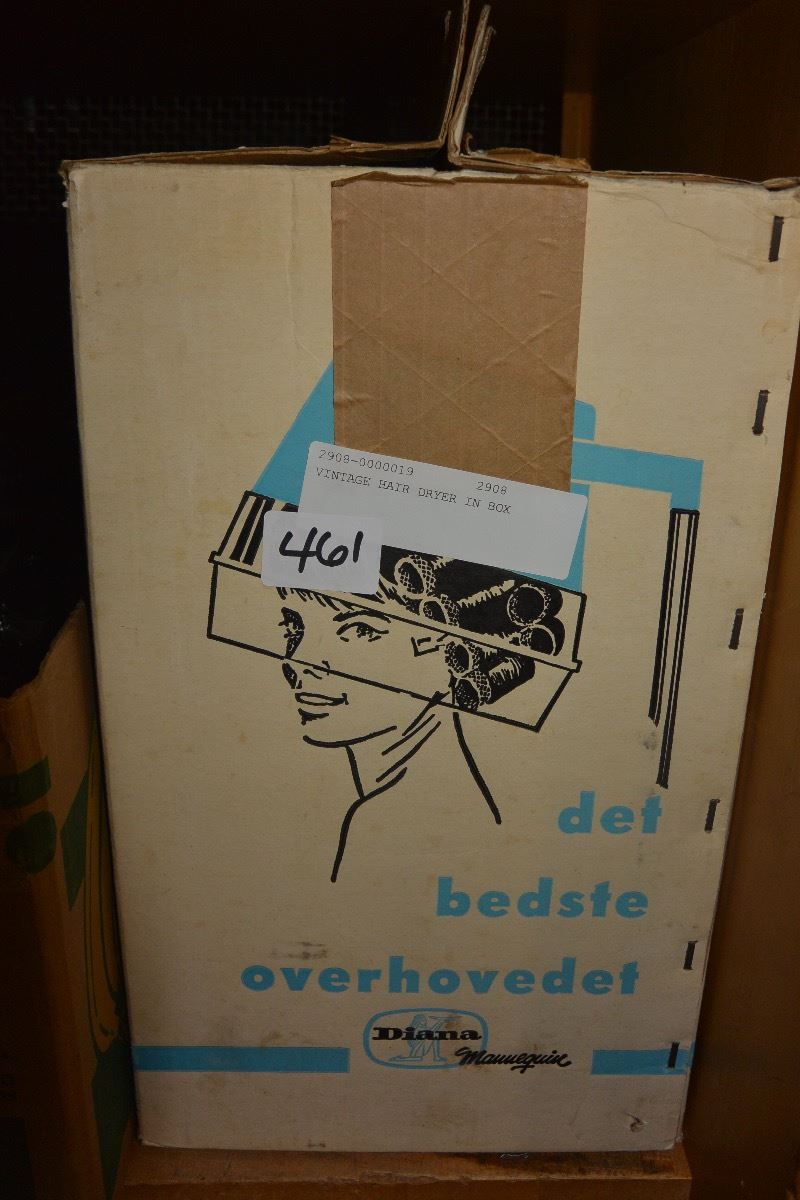 2908-0000019 2908
VINTAGE HAIR DRYER IN BOX
461
det
bedste
overhovedet
Diana
Mannequin